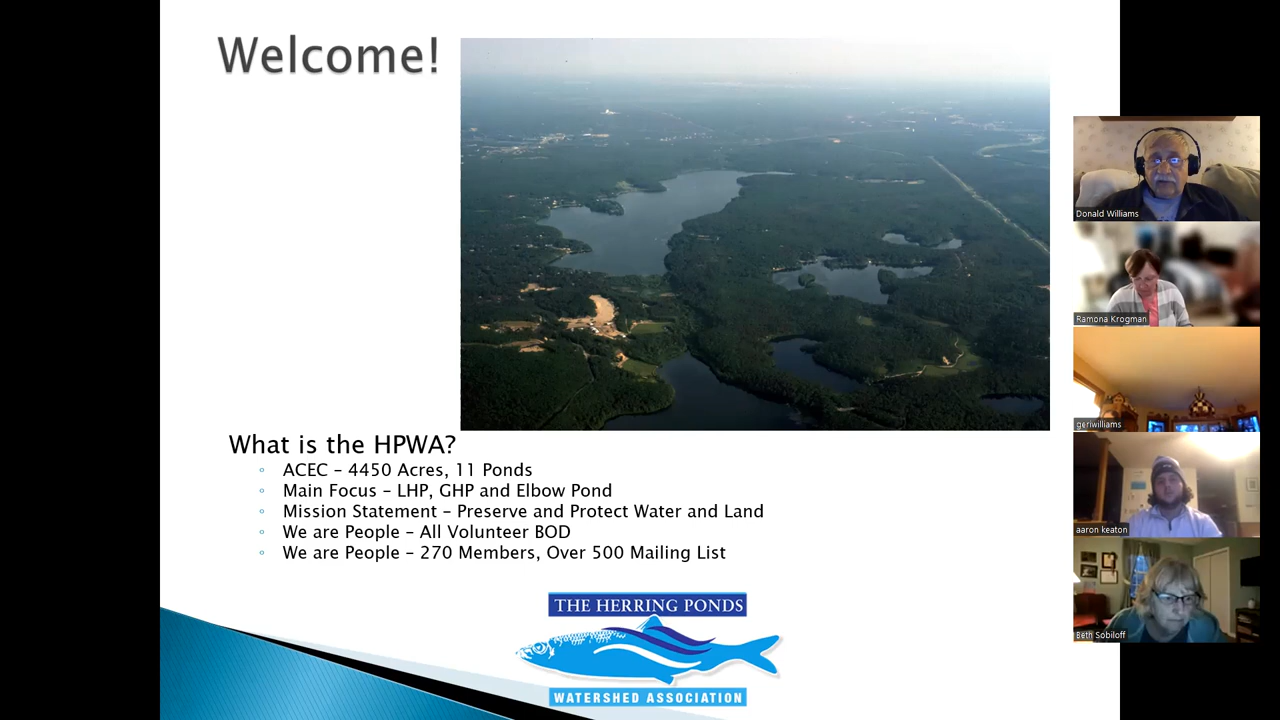 Welcome!
What is the HPWA?
ACEC – 4450 Acres, 11 Ponds
Main Focus – LHP, GHP and Elbow Pond
Mission Statement – Preserve and Protect Water and Land
We are People – All Volunteer BOD
We are People – 270 Members, Over 500 Mailing List
THE HERRING PONDS
WATERSHED ASSOCIATION
Donald Williams
Ramona Krogman
geriwilliams
aaron keaton
Beth Sobiloff